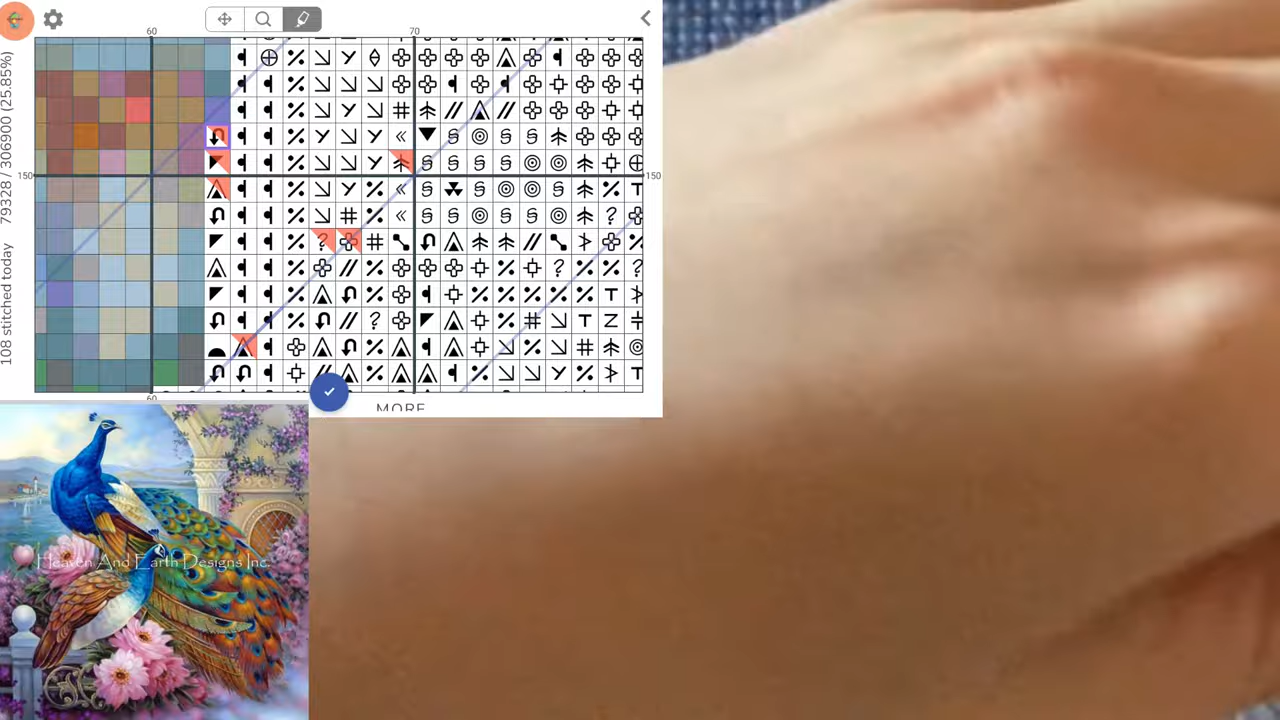 60
70
79328 / 306900 (25.85%)
108 stitched today
150
150
60
MORE
Heaven And Earth Designs Inc.